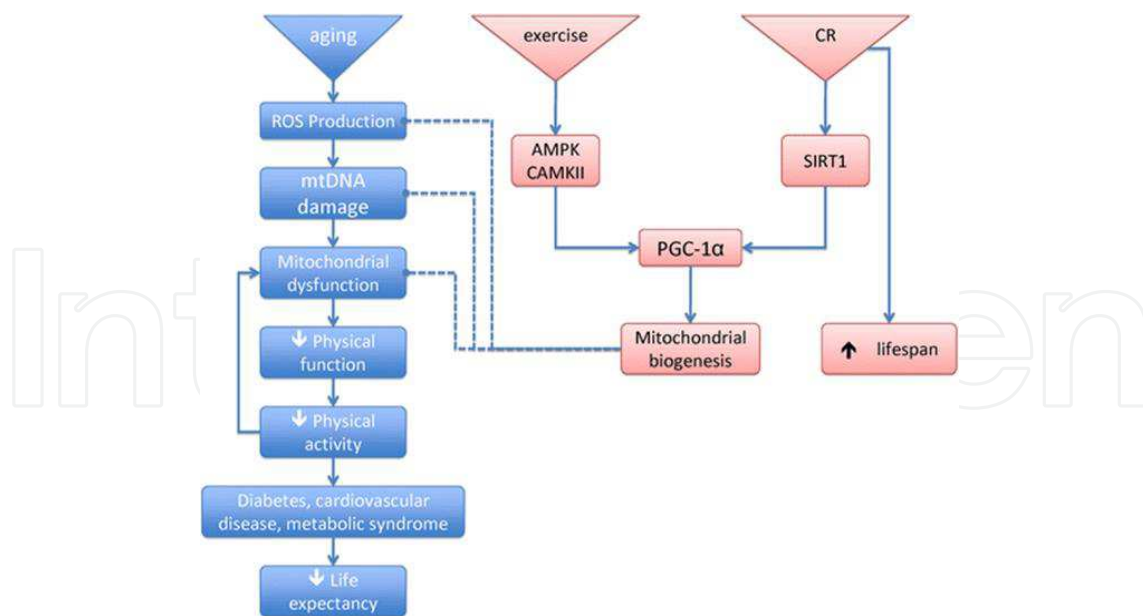 aging
exercise
CR
ROS Production
AMPK
CAMKII
SIRT1
mtDNA
damage
PGC-1α
Mitochondrial
dysfunction
↓ Physical
function
Mitochondrial
biogenesis
↑ lifespan
↓ Physical
activity
Diabetes, cardiovascular
disease, metabolic syndrome
↓ Life
expectancy